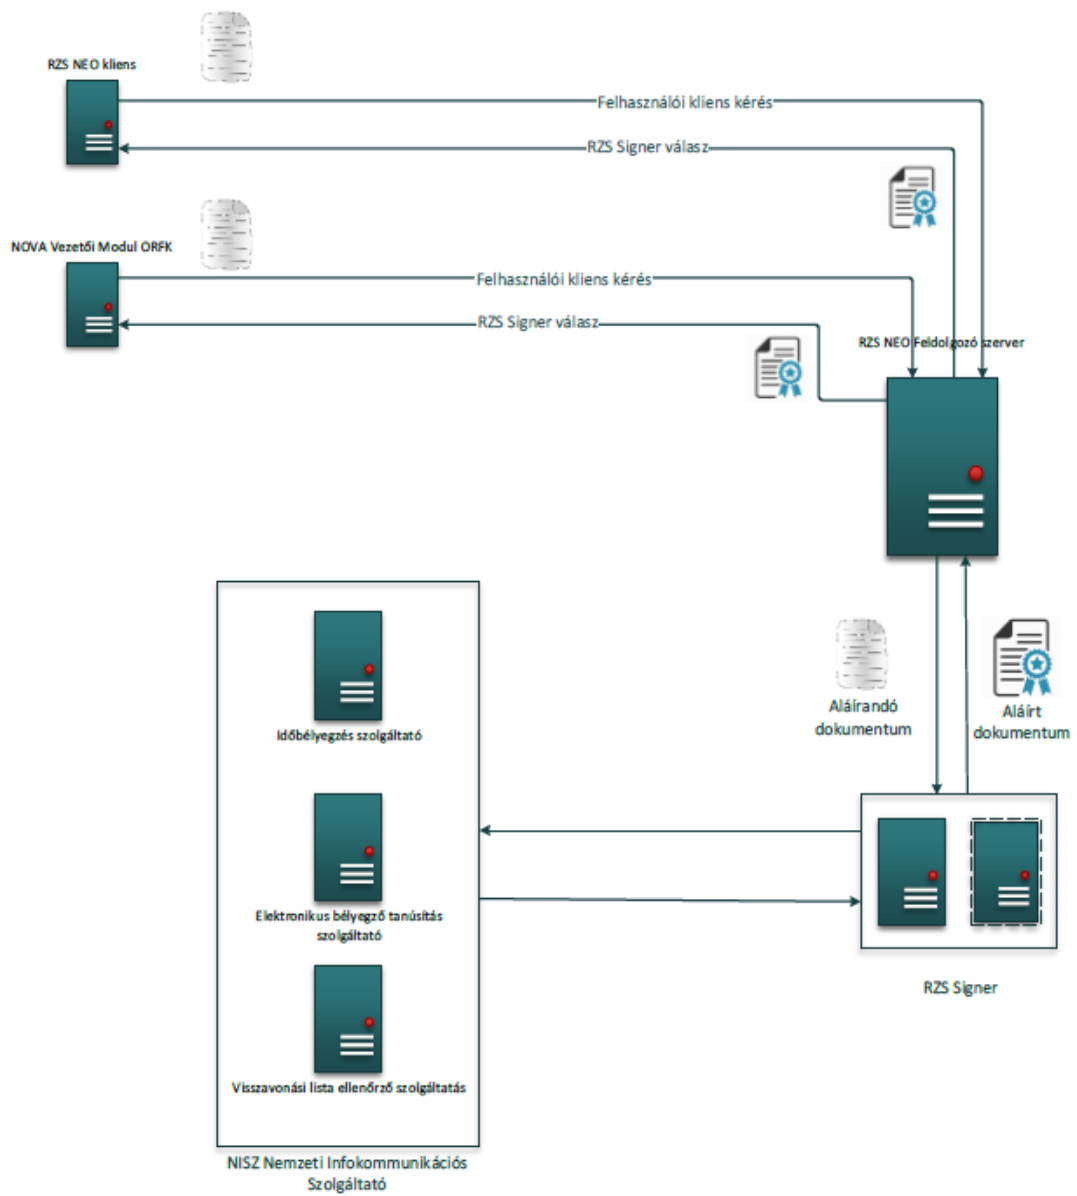 RZS NEO kliens
Felhasználói kliens kérés
RZS Signer válasz
NOVA Vezetői Modul ORFK
Felhasználói kliens kérés
RZS Signer válasz
RZS NEO Feldolgozó szerver
Aláírandó
dokumentum
Aláírt
dokumentum
Időbélyegzés szolgáltató
Elektronikus bélyegző tanúsítás
szolgáltató
Visszavonási lista ellenőrző szolgáltatás
RZS Signer
NISZ Nemzeti Infokommunikációs
Szolgáltató